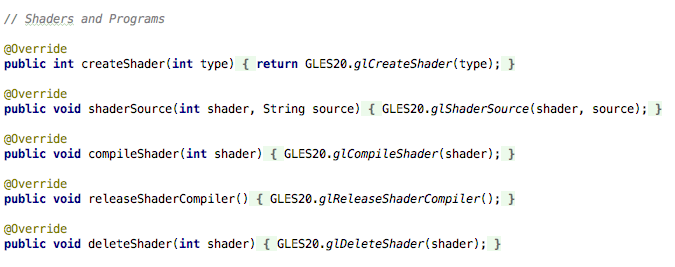 // Shaders and Programs
@Override
public int createShader(int type) { return GLES20.glCreateShader(type); }
@Override
public void shaderSource(int shader, String source) { GLES20.glShaderSource(shader, source); }
@Override
public void compileShader(int shader) { GLES20.glCompileShader(shader); }
@Override
public void releaseShaderCompiler() { GLES20.glReleaseShaderCompiler(); }
@Override
public void deleteShader(int shader) { GLES20.glDeleteShader(shader); }